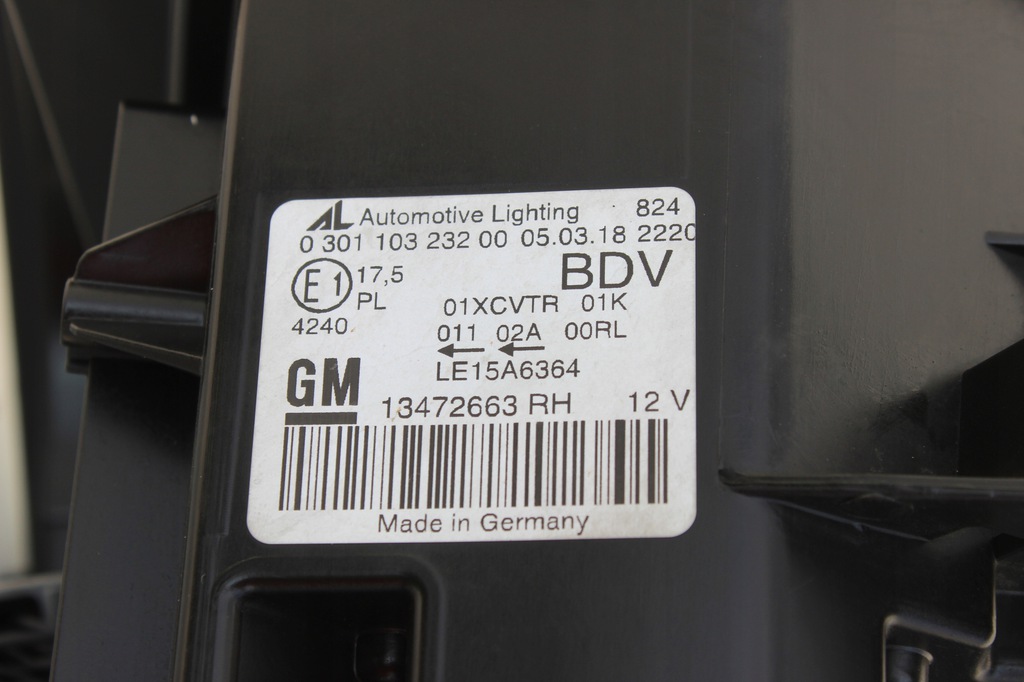 AL Automotive Lighting 824
0 301 103 232 00 05.03.18 2220
E1 17,5 BDV
PL 01XCVTR 01K
4240 011 02A 00RL
LE15A6364
GM 13472663 RH 12 V
Made in Germany